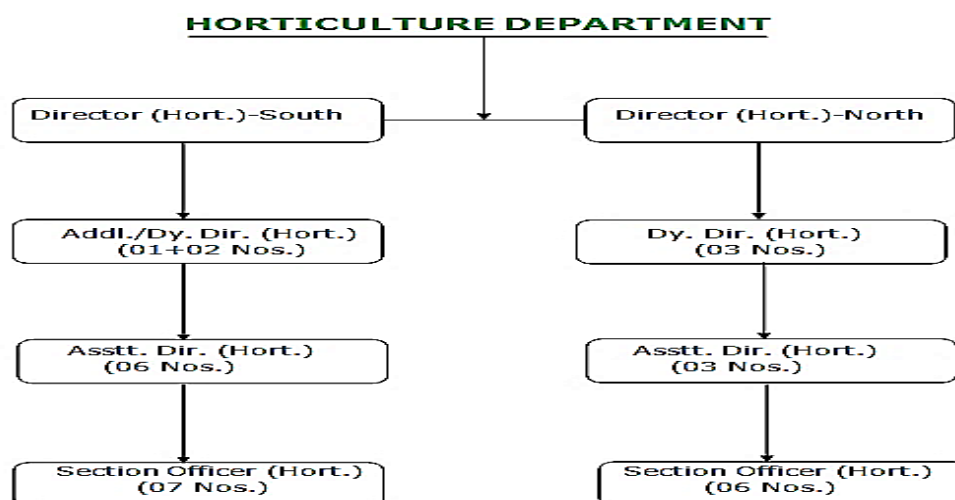 HORTICULTURE DEPARTMENT
Director (Hort.)-South
Director (Hort.)-North
Addl./Dy. Dir. (Hort.)
(01+02 Nos.)
Dy. Dir. (Hort.)
(03 Nos.)
Asstt. Dir. (Hort.)
(06 Nos.)
Asstt. Dir. (Hort.)
(03 Nos.)
Section Officer (Hort.)
(07 Nos.)
Section Officer (Hort.)
(06 Nos.)